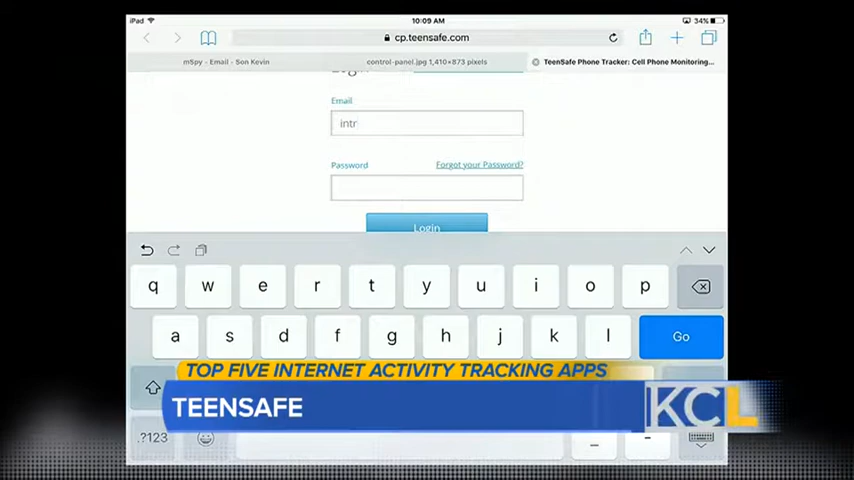 iPad
10:09 AM
34%
cp.teensafe.com
mSpy - Email - Son Kevin
control-panel.jpg 1,410×873 pixels
TeenSafe Phone Tracker: Cell Phone Monitoring...
Login
Email
intr
Password
Forgot your Password?
Login
q w e r t y u i o p
a s d f g h j k l Go
TOP FIVE INTERNET ACTIVITY TRACKING APPS
TEENSAFE
KCL
.?123 _ -